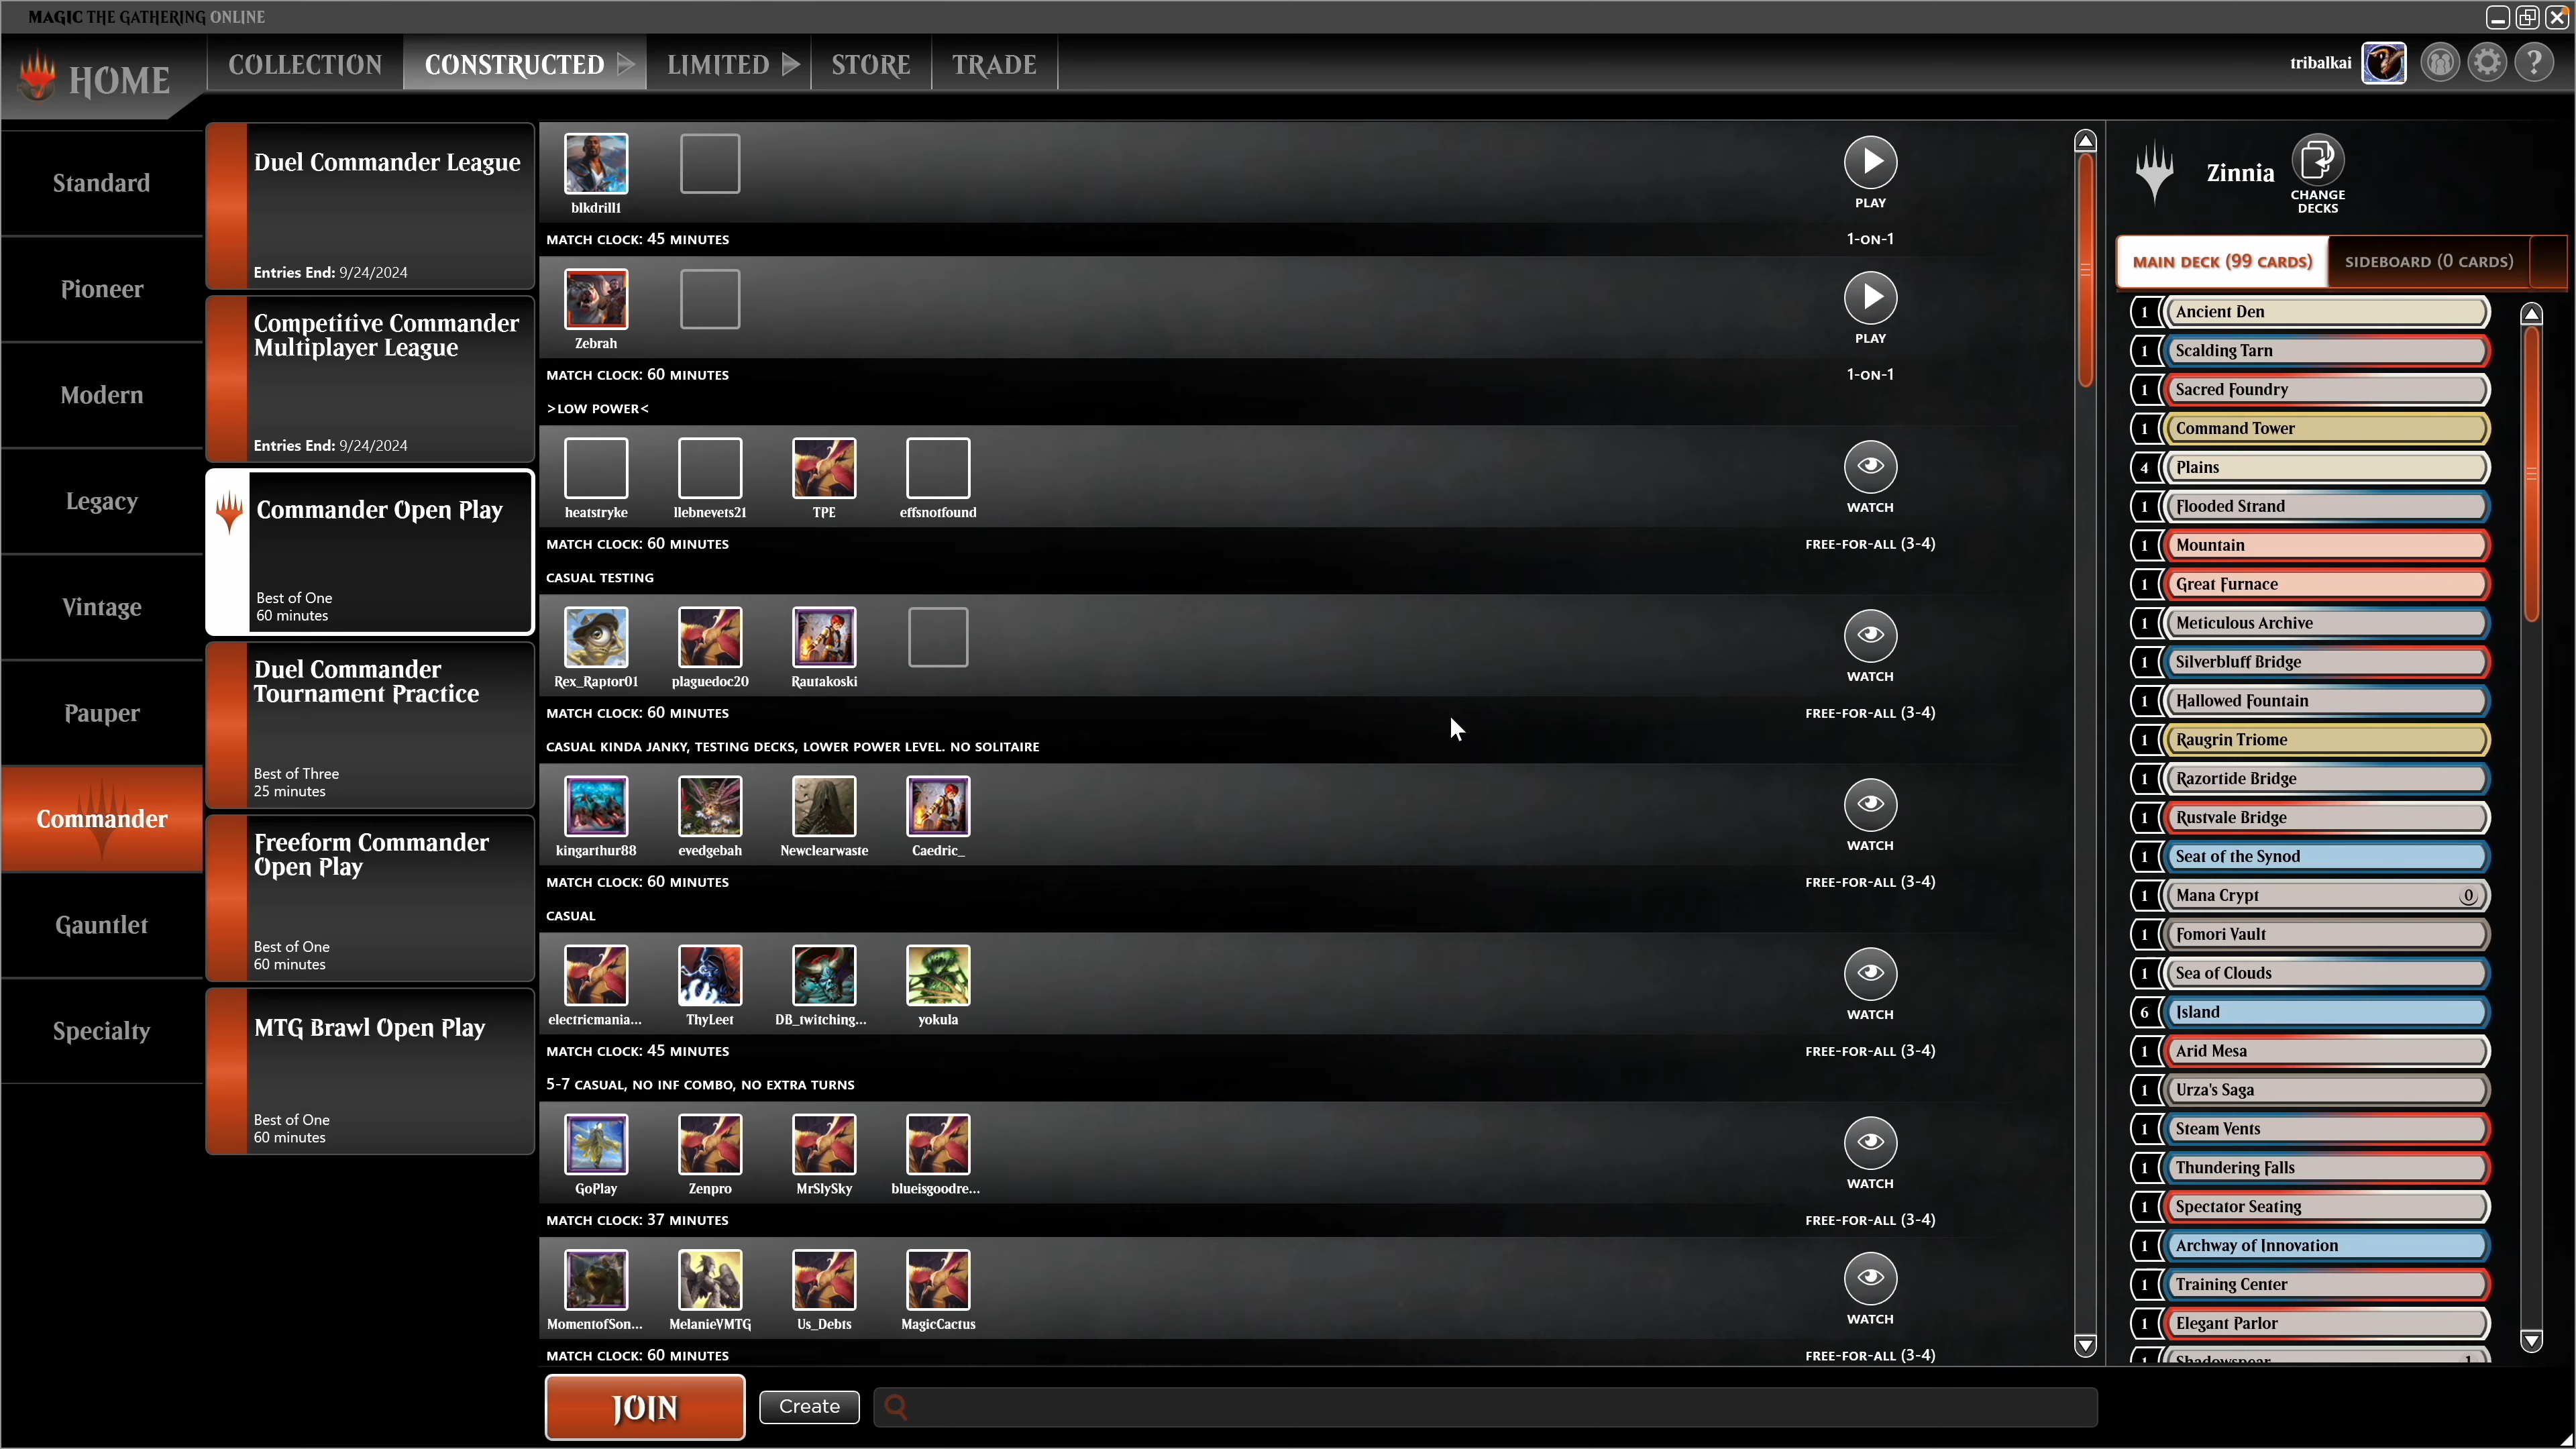 MAGIC THE GATHERING ONLINE
HOME
COLLECTION
CONSTRUCTED
LIMITED
STORE
TRADE
tribalkai
?
Standard
Pioneer
Modern
Legacy
Vintage
Pauper
Commander
Gauntlet
Specialty
Duel Commander League
Entries End: 9/24/2024
Competitive Commander
Multiplayer League
Entries End: 9/24/2024
Commander Open Play
Best of One
60 minutes
Duel Commander
Tournament Practice
Best of Three
25 minutes
Freeform Commander
Open Play
Best of One
60 minutes
MTG Brawl Open Play
Best of One
60 minutes
blkdrill1
PLAY
MATCH CLOCK: 45 MINUTES
1-ON-1
Zebrah
PLAY
MATCH CLOCK: 60 MINUTES
1-ON-1
>LOW POWER<
heatstryke
llebnevets21
TPE
effsnotfound
WATCH
MATCH CLOCK: 60 MINUTES
FREE-FOR-ALL (3-4)
CASUAL TESTING
Rex_Raptor01
plaguedoc20
Rautakoski
WATCH
MATCH CLOCK: 60 MINUTES
FREE-FOR-ALL (3-4)
CASUAL KINDA JANKY, TESTING DECKS, LOWER POWER LEVEL. NO SOLITAIRE
kingarthur88
evedgebah
Newclearwaste
Caedric_
WATCH
MATCH CLOCK: 60 MINUTES
FREE-FOR-ALL (3-4)
CASUAL
electricmania...
ThyLeet
DB_twitching...
yokula
WATCH
MATCH CLOCK: 45 MINUTES
FREE-FOR-ALL (3-4)
5-7 CASUAL, NO INF COMBO, NO EXTRA TURNS
GoPlay
Zenpro
MrSlySky
blueisgoodre...
WATCH
MATCH CLOCK: 37 MINUTES
FREE-FOR-ALL (3-4)
MomentofSon...
MelanieVMTG
Us_Debts
MagicCactus
WATCH
MATCH CLOCK: 60 MINUTES
FREE-FOR-ALL (3-4)
JOIN
Create
Zinnia
CHANGE
DECKS
MAIN DECK (99 CARDS)
SIDEBOARD (0 CARDS)
1 Ancient Den
1 Scalding Tarn
1 Sacred Foundry
1 Command Tower
4 Plains
1 Flooded Strand
1 Mountain
1 Great Furnace
1 Meticulous Archive
1 Silverbluff Bridge
1 Hallowed Fountain
1 Raugrin Triome
1 Razortide Bridge
1 Rustvale Bridge
1 Seat of the Synod
1 Mana Crypt 0
1 Fomori Vault
1 Sea of Clouds
6 Island
1 Arid Mesa
1 Urza's Saga
1 Steam Vents
1 Thundering Falls
1 Spectator Seating
1 Archway of Innovation
1 Training Center
1 Elegant Parlor
1 Shadowspear 1